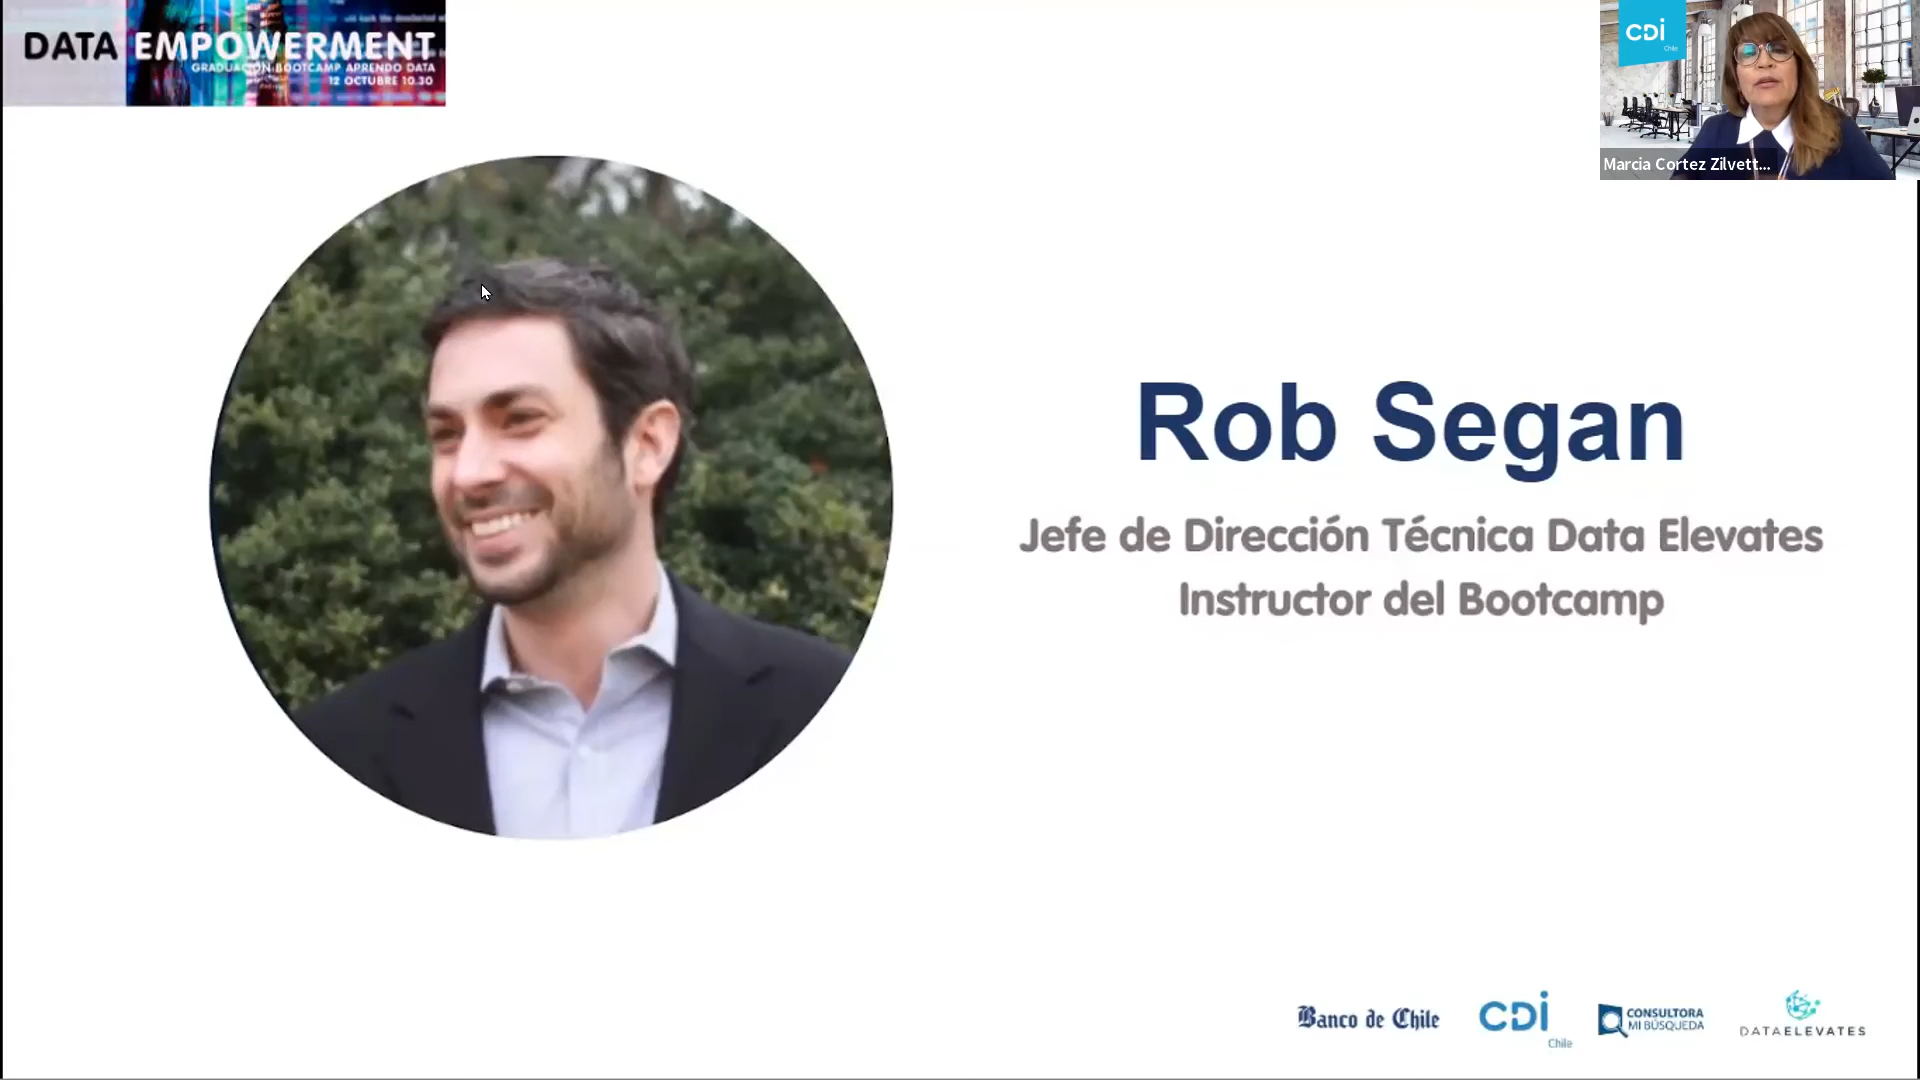 DATA EMPOWERMENT
GRADUACIÓN BOOTCAMP APRENDO DATA
12 OCTUBRE 10.30
CDI
Chile
Marcia Cortez Zilvett...
Rob Segan
Jefe de Dirección Técnica Data Elevates
Instructor del Bootcamp
Banco de Chile
CDI
Chile
CONSULTORA
MI BÚSQUEDA
DATAELEVATES